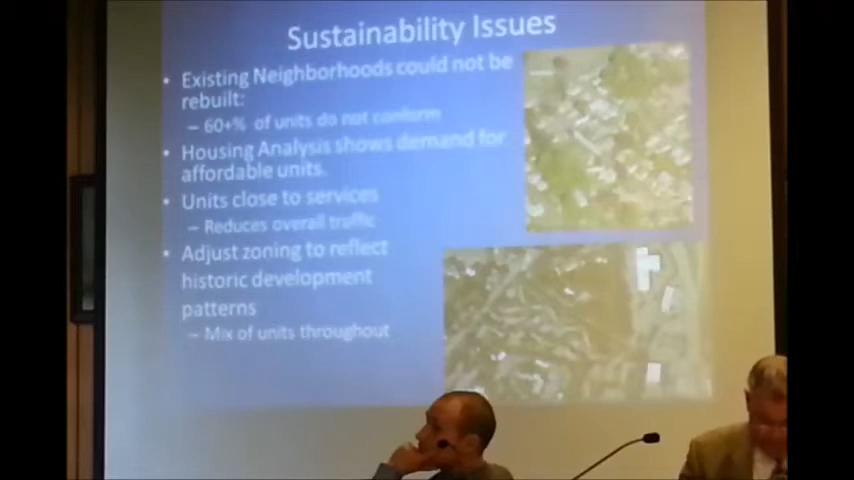 Sustainability Issues
• Existing Neighborhoods could not be
rebuilt:
– 60+% of units do not conform
• Housing Analysis shows demand for
affordable units.
• Units close to services
– Reduces overall traffic
• Adjust zoning to reflect
historic development
patterns
– Mix of units throughout